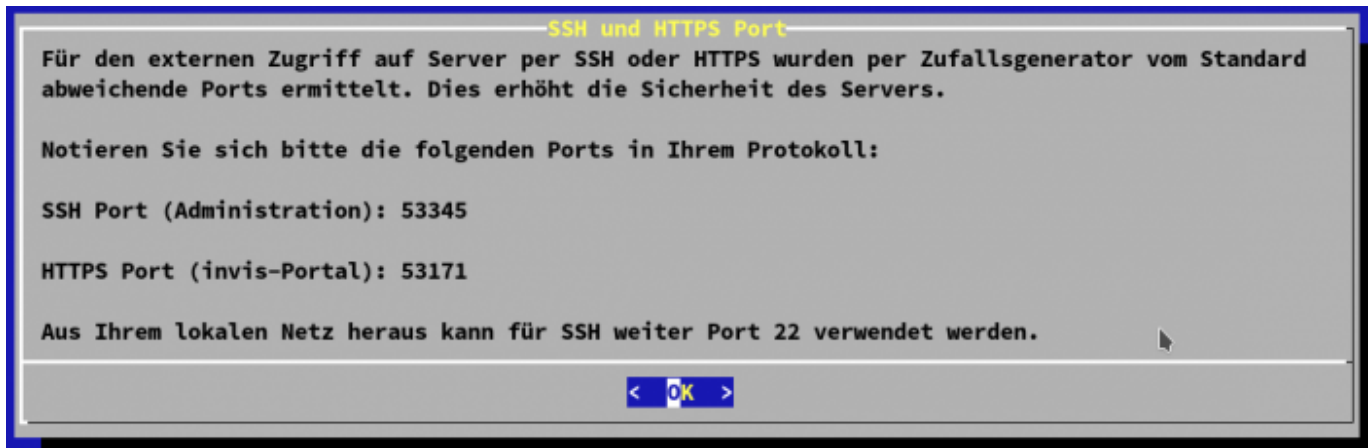 SSH und HTTPS Port
Für den externen Zugriff auf Server per SSH oder HTTPS wurden per Zufallsgenerator vom Standard
abweichende Ports ermittelt. Dies erhöht die Sicherheit des Servers.
Notieren Sie sich bitte die folgenden Ports in Ihrem Protokoll:
SSH Port (Administration): 53345
HTTPS Port (invis-Portal): 53171
Aus Ihrem lokalen Netz heraus kann für SSH weiter Port 22 verwendet werden.
< OK >